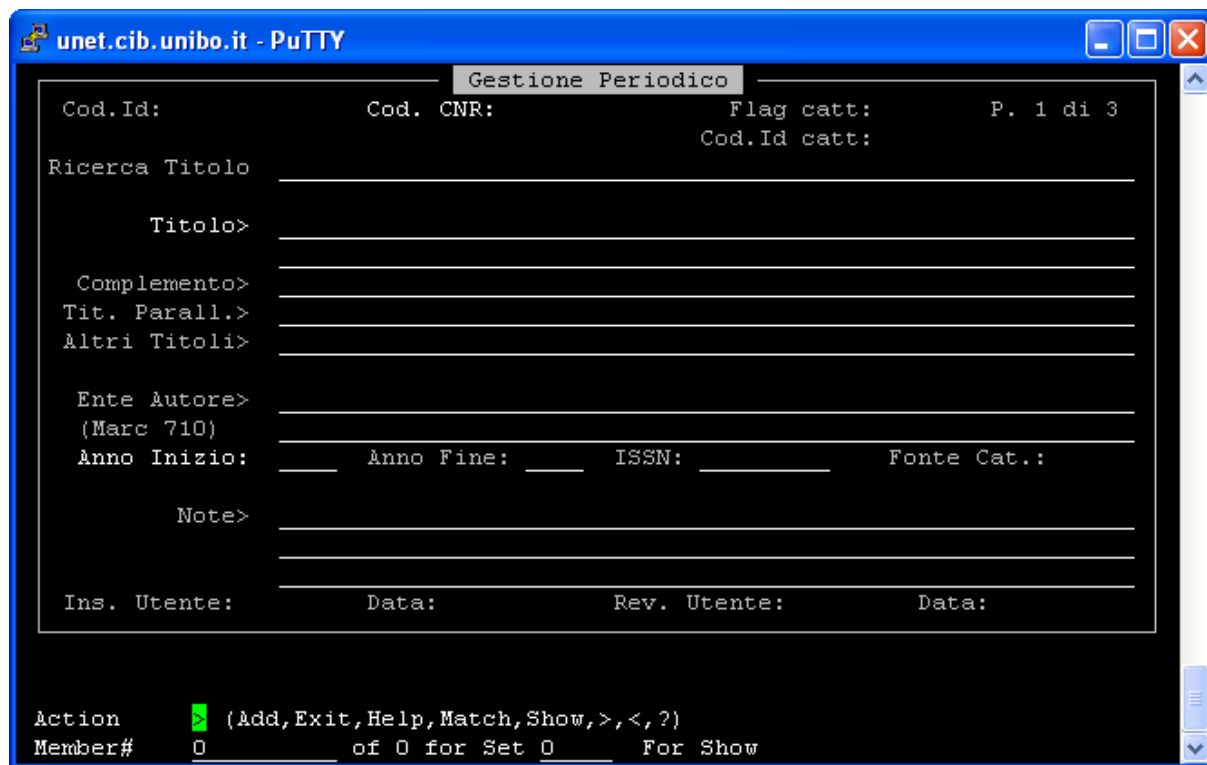 unet.cib.unibo.it - PuTTY
Gestione Periodico
Cod.Id: Cod. CNR: Flag catt: P. 1 di 3
Cod.Id catt:
Ricerca Titolo
Titolo>
Complemento>
Tit. Parall.>
Altri Titoli>
Ente Autore>
(Marc 710)
Anno Inizio: Anno Fine: ISSN: Fonte Cat.:
Note>
Ins. Utente: Data: Rev. Utente: Data:
Action > (Add,Exit,Help,Match,Show,>,<,?)
Member# 0 of 0 for Set 0 For Show